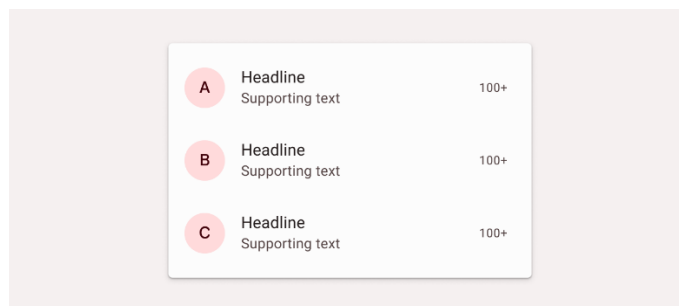 A
Headline
Supporting text
100+
B
Headline
Supporting text
100+
C
Headline
Supporting text
100+